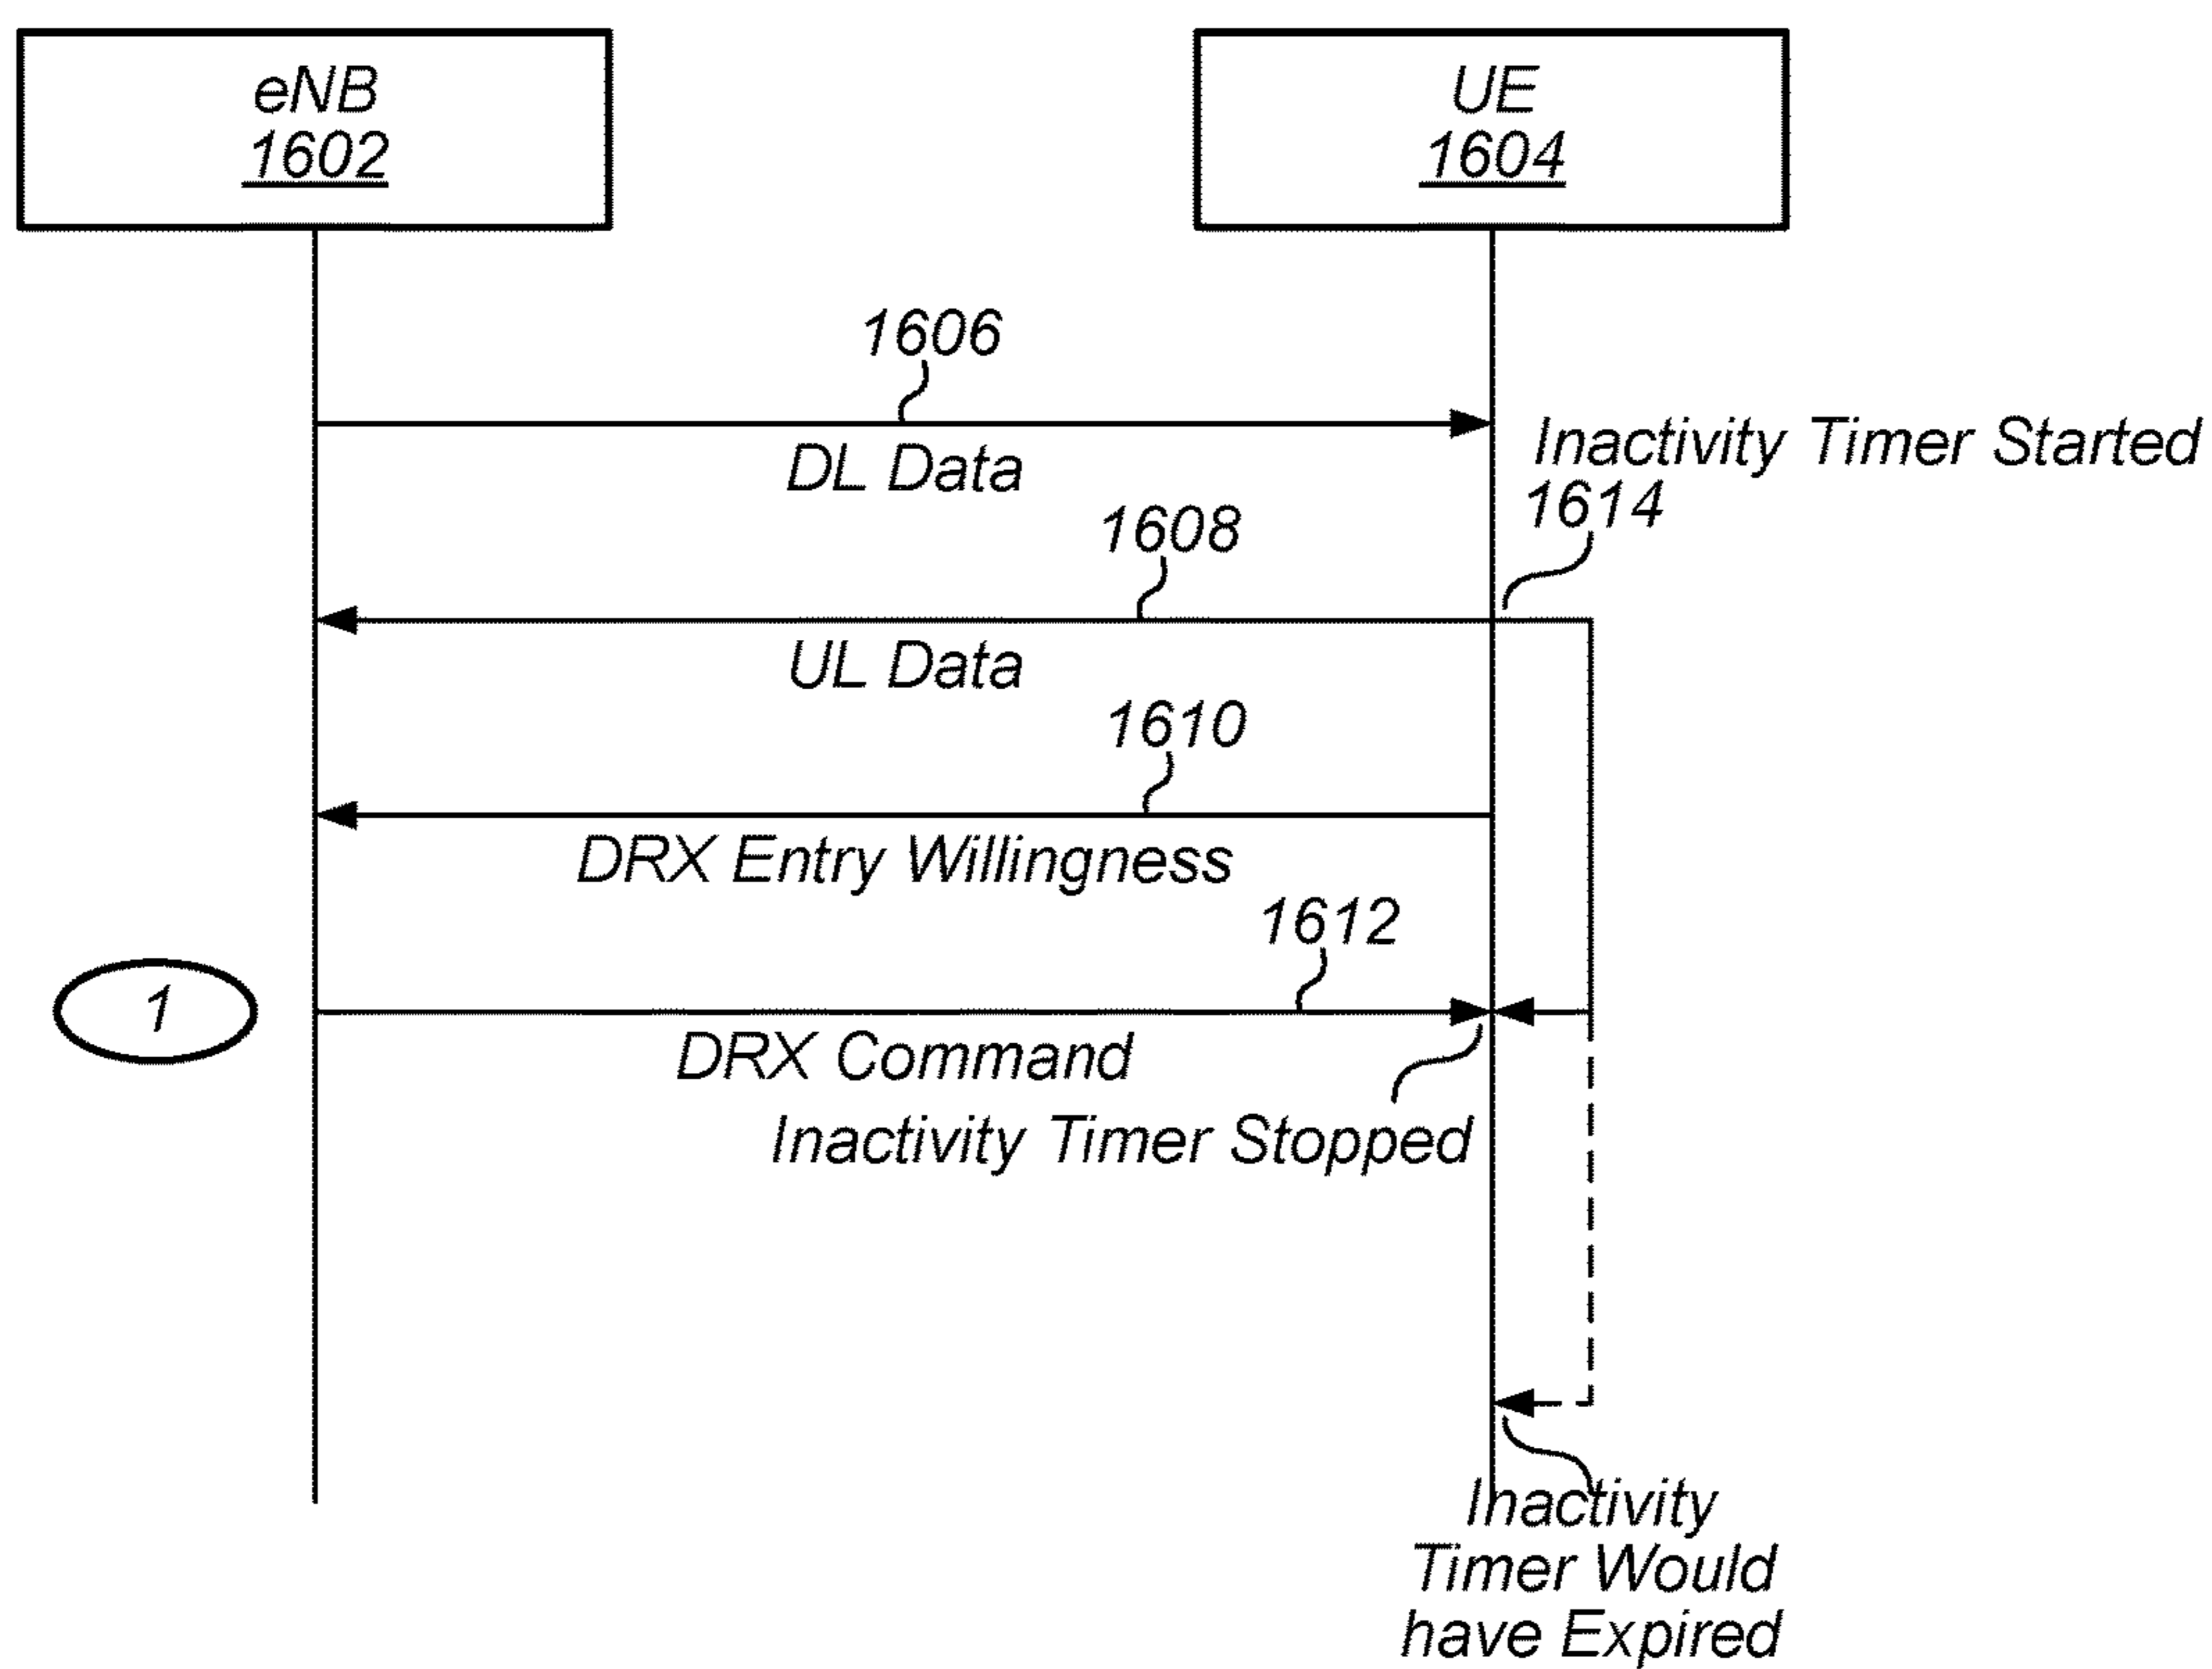 eNB
1602
UE
1604
1606
DL Data
Inactivity Timer Started
1614
1608
UL Data
1610
DRX Entry Willingness
1612
1
DRX Command
Inactivity Timer Stopped
Inactivity
Timer Would
have Expired